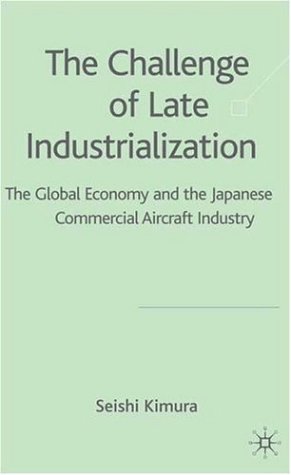 The Challenge
of Late
Industrialization
The Global Economy and the Japanese
Commercial Aircraft Industry
Seishi Kimura